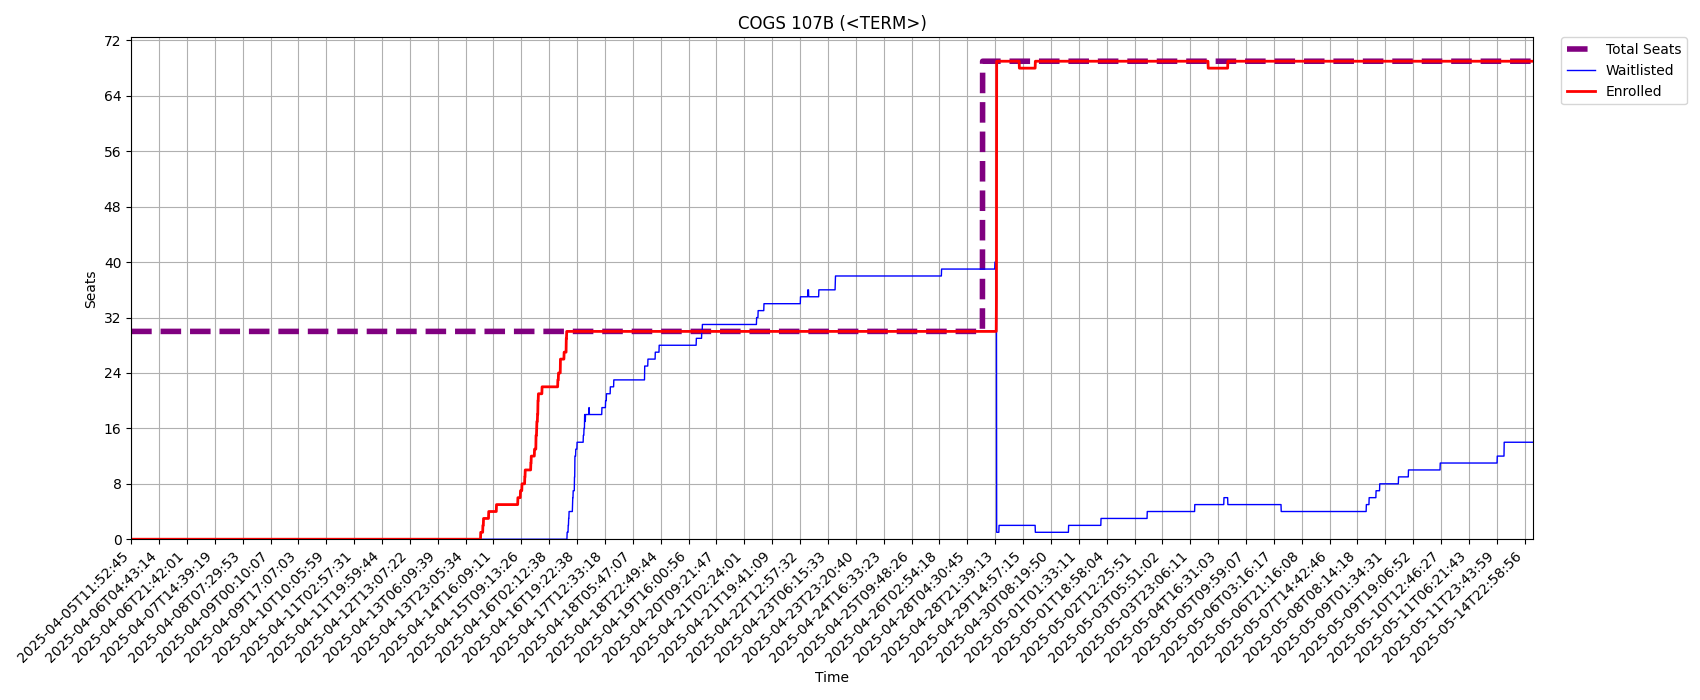 COGS 107B (<TERM>)
Total Seats
Waitlisted
Enrolled
72
64
56
48
40
32
24
16
8
0
Seats
2025-04-05T11:52:45
2025-04-06T04:43:14
2025-04-06T21:42:01
2025-04-07T14:39:19
2025-04-08T07:29:53
2025-04-09T00:10:07
2025-04-09T17:07:03
2025-04-10T10:05:59
2025-04-11T02:57:31
2025-04-11T19:59:44
2025-04-12T13:07:22
2025-04-13T06:09:39
2025-04-13T23:05:34
2025-04-14T16:09:11
2025-04-15T09:13:26
2025-04-16T02:12:38
2025-04-16T19:22:38
2025-04-17T12:33:18
2025-04-18T05:47:07
2025-04-18T22:49:44
2025-04-19T16:00:56
2025-04-20T09:21:47
2025-04-21T02:24:01
2025-04-21T19:41:09
2025-04-22T12:57:32
2025-04-23T06:15:33
2025-04-23T23:20:40
2025-04-24T16:33:23
2025-04-25T09:48:26
2025-04-26T02:54:18
2025-04-28T04:30:45
2025-04-28T21:39:13
2025-04-29T14:57:15
2025-04-30T08:19:50
2025-05-01T01:33:11
2025-05-01T18:58:04
2025-05-02T12:25:51
2025-05-03T05:51:02
2025-05-03T23:06:11
2025-05-04T16:31:03
2025-05-05T09:59:07
2025-05-06T03:16:17
2025-05-06T21:16:08
2025-05-07T14:42:46
2025-05-08T08:14:18
2025-05-09T01:34:31
2025-05-09T19:06:52
2025-05-10T12:46:27
2025-05-11T06:21:43
2025-05-11T23:43:59
2025-05-14T22:58:56
Time